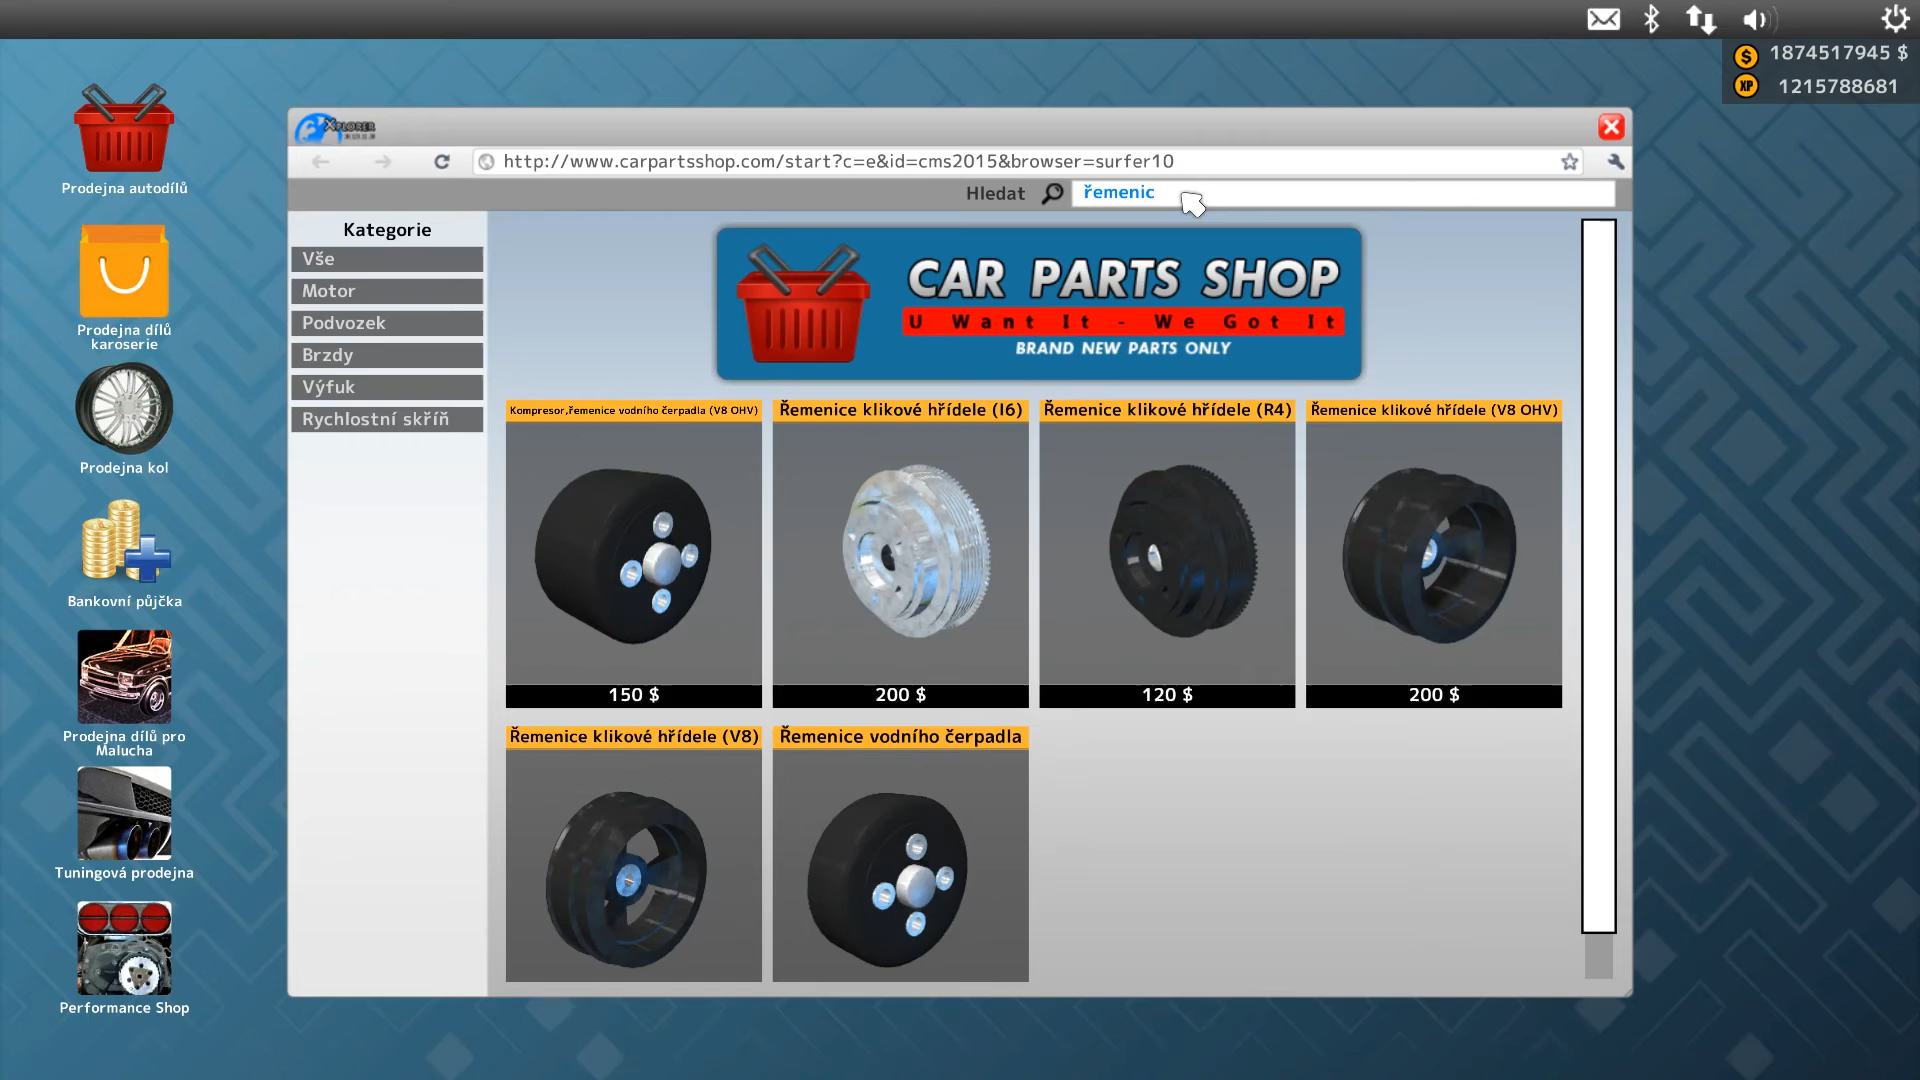 1874517945 $
XP 1215788681
Prodejna autodílů
Prodejna dílů
karoserie
Prodejna kol
Bankovní půjčka
Prodejna dílů pro
Malucha
Tuningová prodejna
Performance Shop
XPLORER
http://www.carpartsshop.com/start?c=e&id=cms2015&browser=surfer10
Hledat řemenic
Kategorie
Vše
Motor
Podvozek
Brzdy
Výfuk
Rychlostní skříň
CAR PARTS SHOP
U Want It - We Got It
BRAND NEW PARTS ONLY
Kompresor,řemenice vodního čerpadla (V8 OHV)
150 $
Řemenice klikové hřídele (I6)
200 $
Řemenice klikové hřídele (R4)
120 $
Řemenice klikové hřídele (V8 OHV)
200 $
Řemenice klikové hřídele (V8)
Řemenice vodního čerpadla